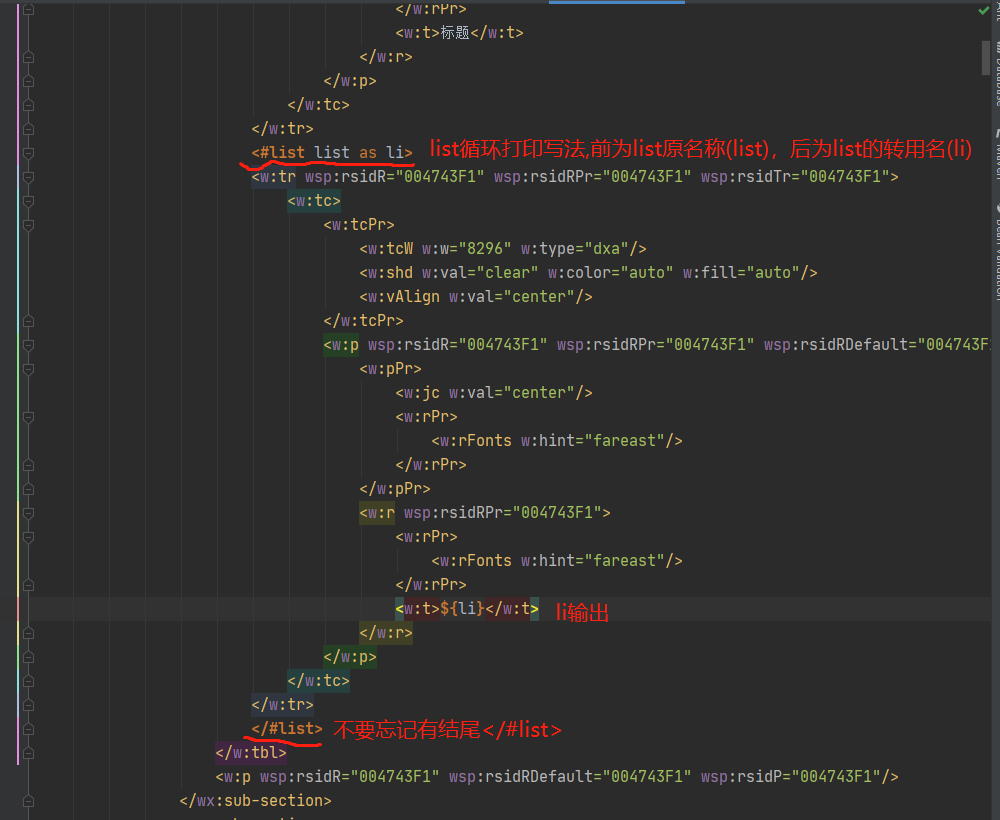 </w:rPr>
<w:t>标题</w:t>
</w:r>
</w:p>
</w:tc>
</w:tr>
<#list list as li> list循环打印写法,前为list原名称(list)，后为list的转用名(li)
<w:tr wsp:rsidR="004743F1" wsp:rsidRPr="004743F1" wsp:rsidTr="004743F1">
<w:tc>
<w:tcPr>
<w:tcW w:w="8296" w:type="dxa"/>
<w:shd w:val="clear" w:color="auto" w:fill="auto"/>
<w:vAlign w:val="center"/>
</w:tcPr>
<w:p wsp:rsidR="004743F1" wsp:rsidRPr="004743F1" wsp:rsidRDefault="004743F
<w:pPr>
<w:jc w:val="center"/>
<w:rPr>
<w:rFonts w:hint="fareast"/>
</w:rPr>
</w:pPr>
<w:r wsp:rsidRPr="004743F1">
<w:rPr>
<w:rFonts w:hint="fareast"/>
</w:rPr>
<w:t>${li}</w:t> li输出
</w:r>
</w:p>
</w:tc>
</w:tr>
</#list> 不要忘记有结尾</#list>
</w:tbl>
<w:p wsp:rsidR="004743F1" wsp:rsidRDefault="004743F1" wsp:rsidP="004743F1"/>
</wx:sub-section>